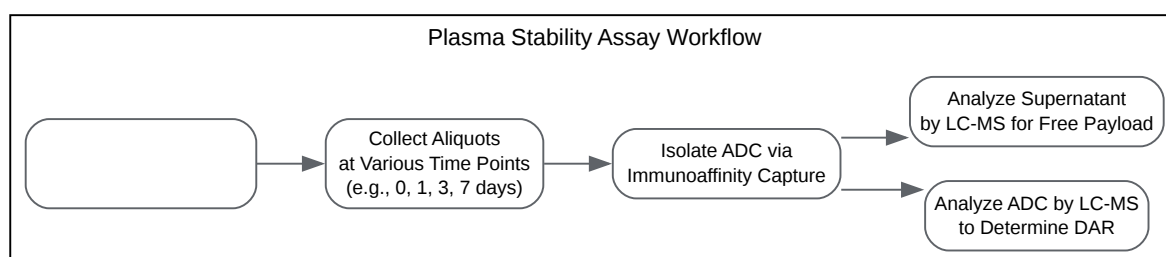 Plasma Stability Assay Workflow
Collect Aliquots
at Various Time Points
(e.g., 0, 1, 3, 7 days)
Isolate ADC via
Immunoaffinity Capture
Analyze Supernatant
by LC-MS for Free Payload
Analyze ADC by LC-MS
to Determine DAR